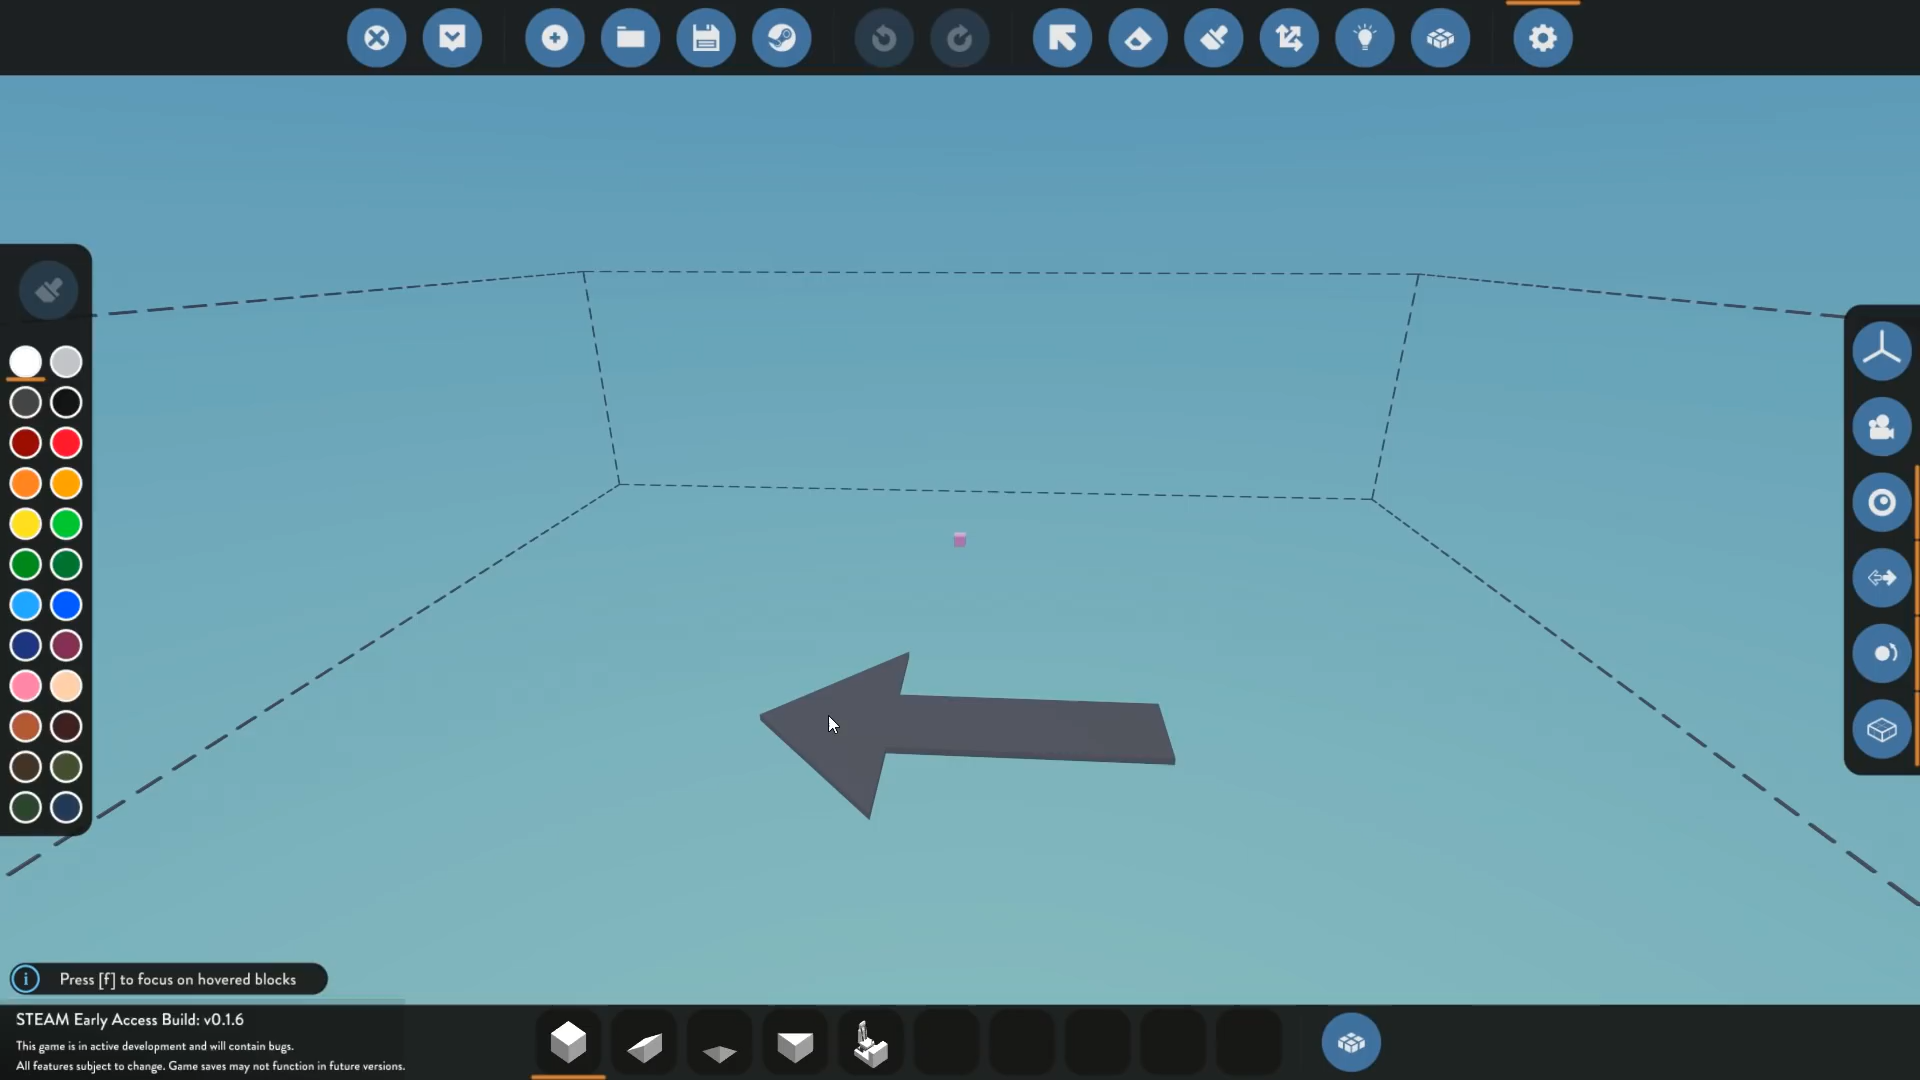 Press [f] to focus on hovered blocks
STEAM Early Access Build: v0.1.6
This game is in active development and will contain bugs.
All features subject to change. Game saves may not function in future versions.